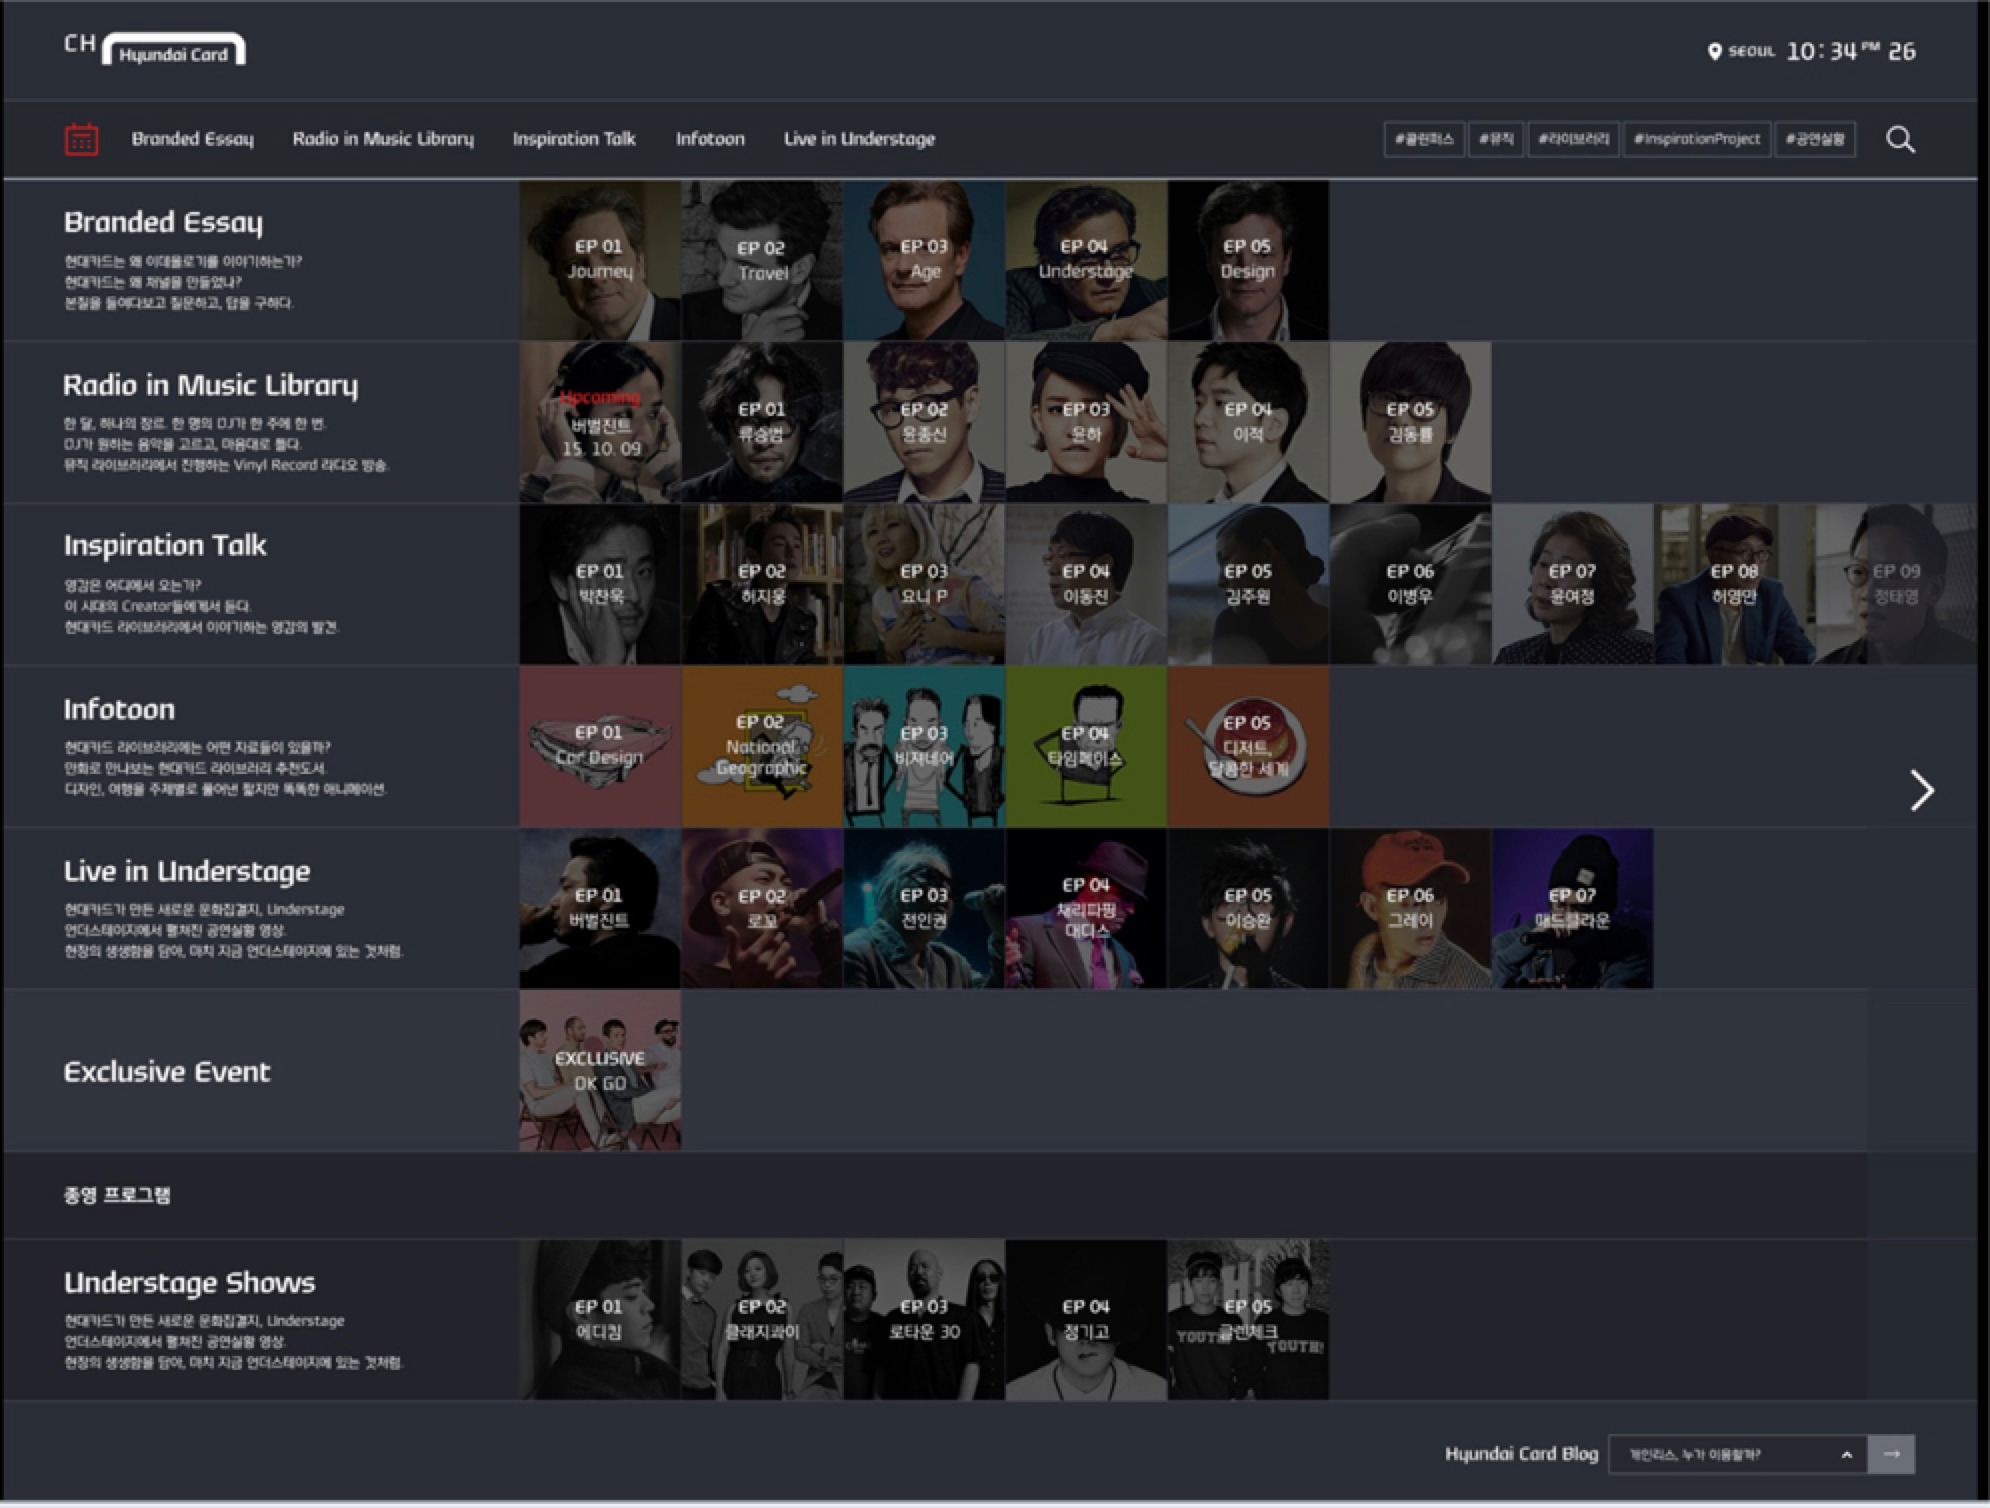 CH Hyundai Card
SEOUL 10:34 PM 26
Branded Essay
Radio in Music Library
Inspiration Talk
Infotoon
Live in Understage
#콜린퍼스
#뮤직
#라이브러리
#InspirationProject
#공연실황
Branded Essay
현대카드는 왜 이데올로기를 이야기하는가?
현대카드는 왜 채널을 만들었나?
본질을 들여다보고 질문하고, 답을 구하다.
EP 01
Journey
EP 02
Travel
EP 03
Age
EP 04
Understage
EP 05
Design
Radio in Music Library
한 달, 하나의 장르. 한 명의 DJ가 한 주에 한 번.
DJ가 원하는 음악을 고르고, 마음대로 튼다.
뮤직 라이브러리에서 진행하는 Vinyl Record 라디오 방송.
Upcoming
버벌진트
15. 10. 09
EP 01
류승범
EP 02
윤종신
EP 03
윤하
EP 04
이적
EP 05
김동률
Inspiration Talk
영감은 어디에서 오는가?
이 시대의 Creator들에게서 듣다.
현대카드 라이브러리에서 이야기하는 영감의 발견.
EP 01
박찬욱
EP 02
허지웅
EP 03
요니 P
EP 04
이동진
EP 05
김주원
EP 06
이병우
EP 07
윤여정
EP 08
허영만
EP 09
정태영
Infotoon
현대카드 라이브러리에는 어떤 자료들이 있을까?
만화로 만나보는 현대카드 라이브러리 추천도서.
디자인, 여행을 주제별로 풀어낸 짧지만 똑똑한 애니메이션.
EP 01
Car Design
EP 02
National
Geographic
EP 03
비져네어
EP 04
타임페이스
EP 05
디저트,
달콤한 세계
Live in Understage
현대카드가 만든 새로운 문화집결지, Understage
언더스테이지에서 펼쳐진 공연실황 영상.
현장의 생생함을 담아, 마치 지금 언더스테이지에 있는 것처럼.
EP 01
버벌진트
EP 02
로꼬
EP 03
전인권
EP 04
채리파핑
대디스
EP 05
이승환
EP 06
그레이
EP 07
매드클라운
Exclusive Event
EXCLUSIVE
OK GO
종영 프로그램
Understage Shows
현대카드가 만든 새로운 문화집결지, Understage
언더스테이지에서 펼쳐진 공연실황 영상.
현장의 생생함을 담아, 마치 지금 언더스테이지에 있는 것처럼.
EP 01
에디킴
EP 02
클래지콰이
EP 03
로타운 30
EP 04
정기고
EP 05
글렌체크
YOUTH!
YOUTH!
Hyundai Card Blog
개인리스, 누가 이용할까?